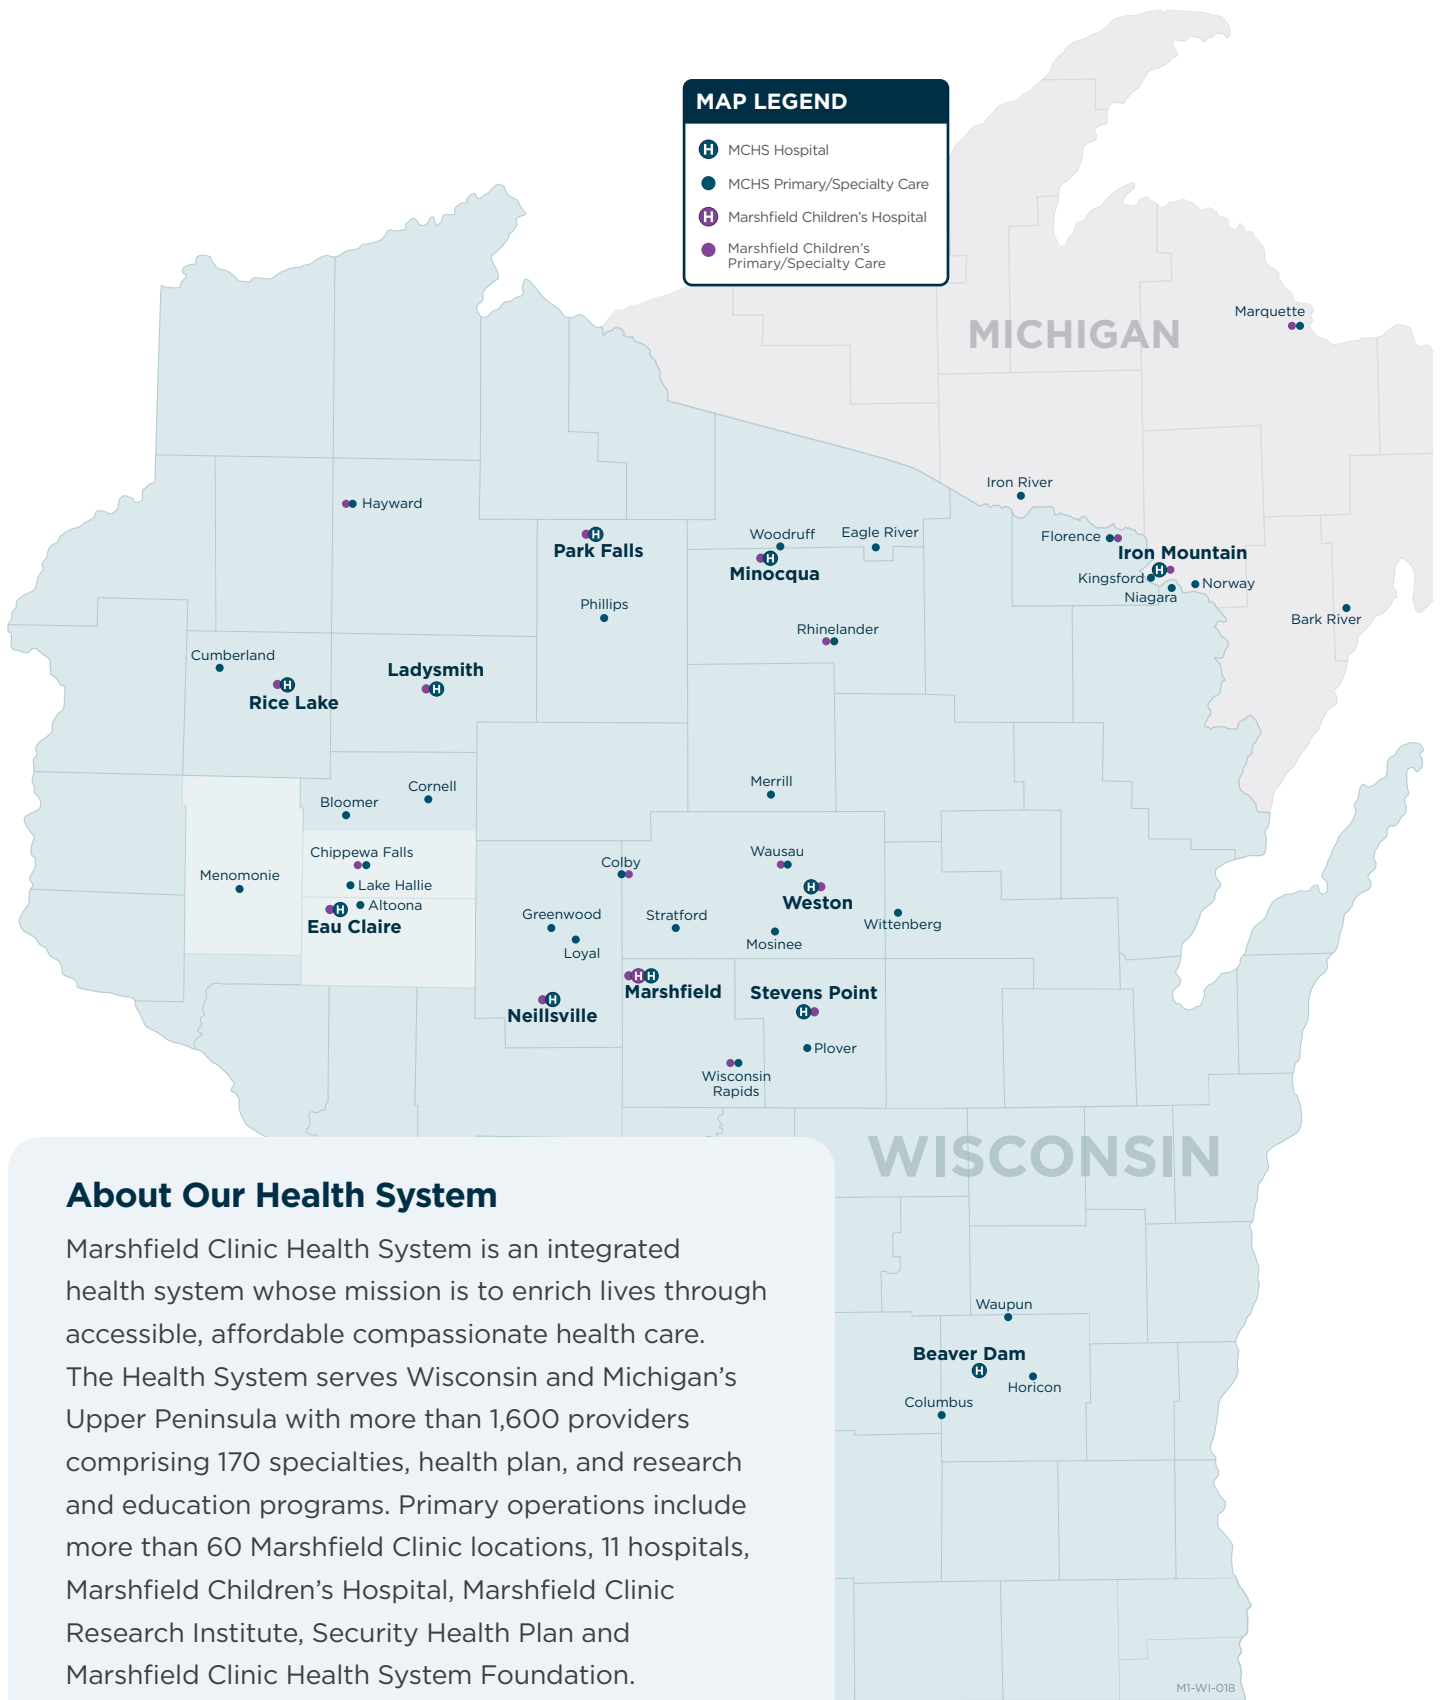 MAP LEGEND
H MCHS Hospital
MCHS Primary/Specialty Care
H Marshfield Children's Hospital
Marshfield Children's
Primary/Specialty Care
MICHIGAN
Marquette
Iron River
Hayward
H
Park Falls
Woodruff
Eagle River
H
Minocqua
Florence
Iron Mountain
H
Kingsford
Norway
Niagara
Bark River
Phillips
Rhinelander
Cumberland
H
Rice Lake
Ladysmith
H
Cornell
Bloomer
Merrill
Chippewa Falls
Menomonie
Lake Hallie
Altoona
H
Eau Claire
Colby
Wausau
H
Weston
Greenwood
Loyal
Stratford
Mosinee
Wittenberg
H H
Marshfield
Stevens Point
H
H
Neillsville
Plover
Wisconsin
Rapids
WISCONSIN
Waupun
Beaver Dam
H
Horicon
Columbus
About Our Health System
Marshfield Clinic Health System is an integrated
health system whose mission is to enrich lives through
accessible, affordable compassionate health care.
The Health System serves Wisconsin and Michigan's
Upper Peninsula with more than 1,600 providers
comprising 170 specialties, health plan, and research
and education programs. Primary operations include
more than 60 Marshfield Clinic locations, 11 hospitals,
Marshfield Children's Hospital, Marshfield Clinic
Research Institute, Security Health Plan and
Marshfield Clinic Health System Foundation.
M1-WI-018